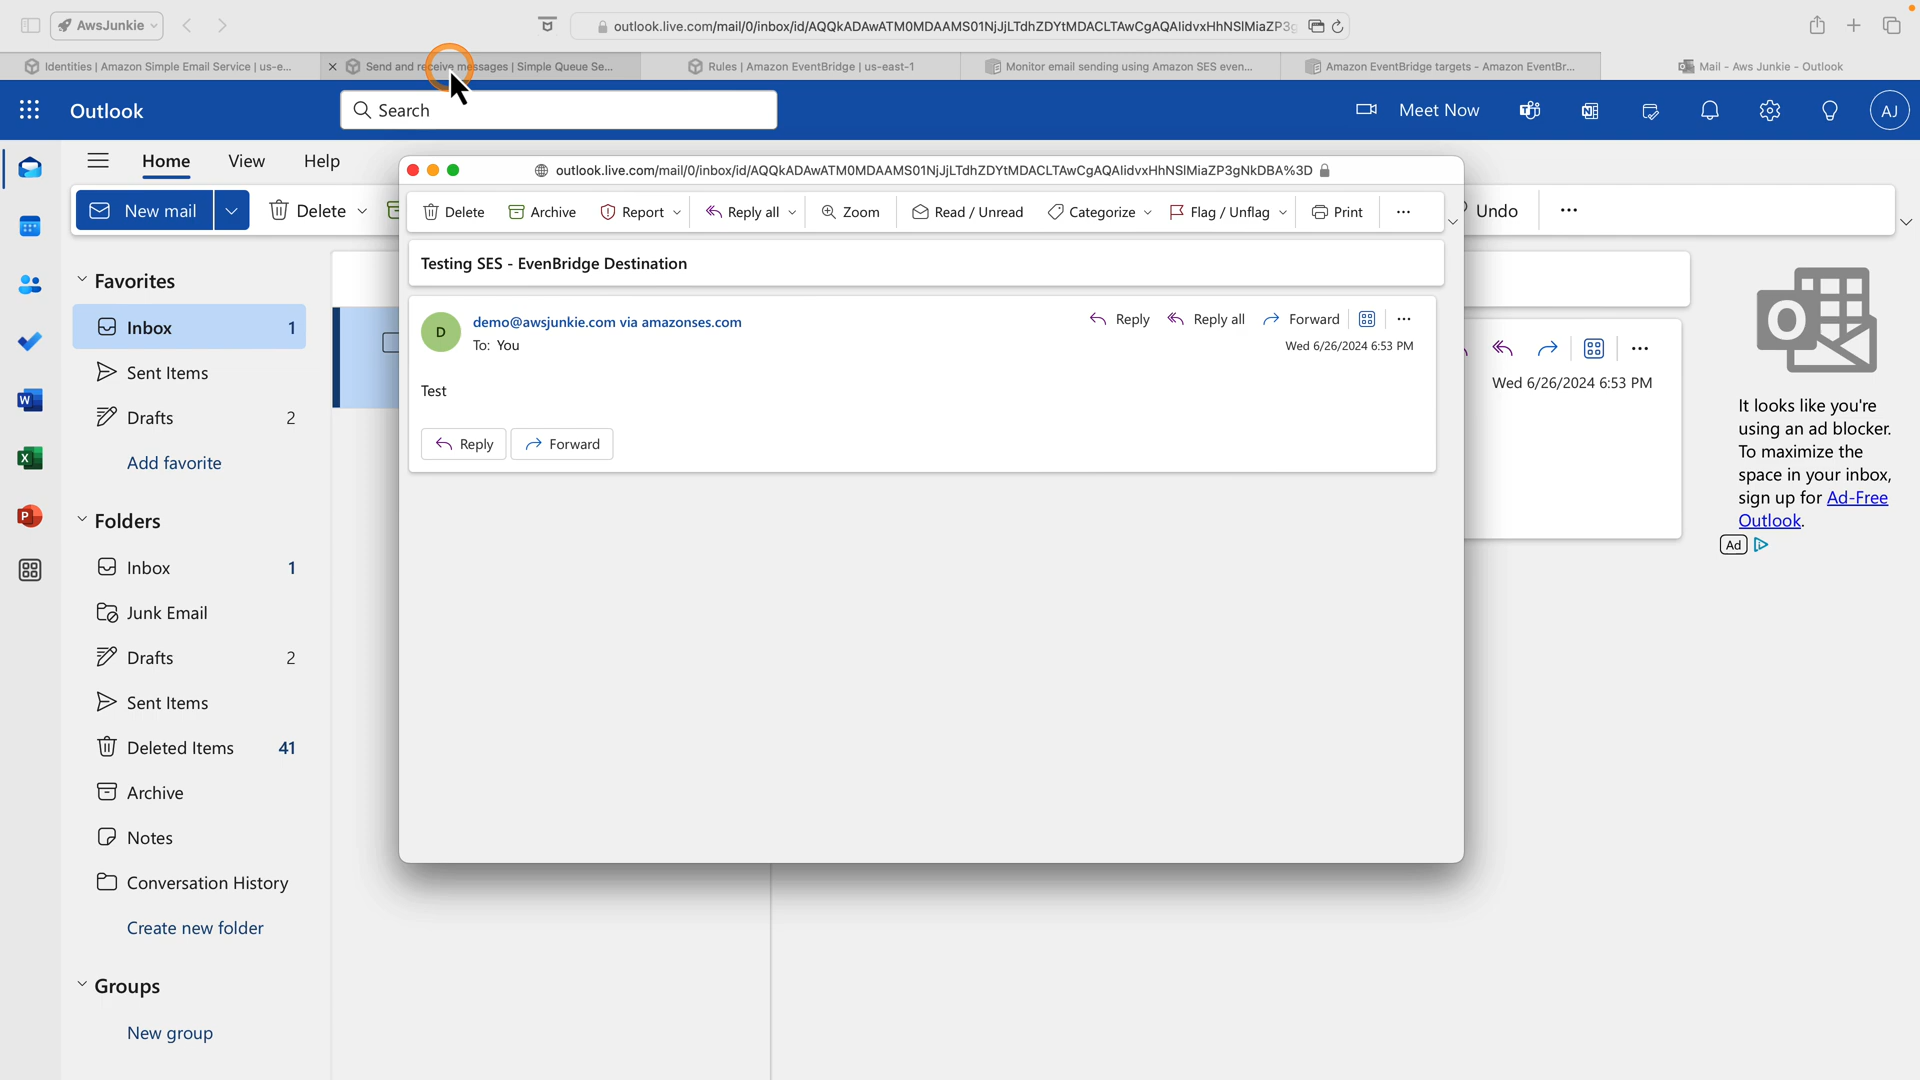 AwsJunkie
outlook.live.com/mail/0/inbox/id/AQQkADAwATM0MDAAMS01NjJjLTdhZDYtMDACLTAwCgAQAIidvxHhNSlMiaZP3g
Identities | Amazon Simple Email Service | us-e...
Send and receive messages | Simple Queue Se...
Rules | Amazon EventBridge | us-east-1
Monitor email sending using Amazon SES even...
Amazon EventBridge targets - Amazon EventBr...
Mail - Aws Junkie - Outlook
Outlook
Search
Meet Now
AJ
Home
View
Help
outlook.live.com/mail/0/inbox/id/AQQkADAwATM0MDAAMS01NjJjLTdhZDYtMDACLTAwCgAQAIidvxHhNSlMiaZP3gNkDBA%3D
New mail
Delete
Delete
Archive
Report
Reply all
Zoom
Read / Unread
Categorize
Flag / Unflag
Print
Undo
Testing SES - EvenBridge Destination
Favorites
Inbox 1
Sent Items
Drafts 2
Add favorite
Folders
Inbox 1
Junk Email
Drafts 2
Sent Items
Deleted Items 41
Archive
Notes
Conversation History
Create new folder
Groups
New group
D
demo@awsjunkie.com via amazonses.com
To: You
Reply
Reply all
Forward
Wed 6/26/2024 6:53 PM
Test
Reply
Forward
Wed 6/26/2024 6:53 PM
It looks like you're
using an ad blocker.
To maximize the
space in your inbox,
sign up for Ad-Free
Outlook.
Ad